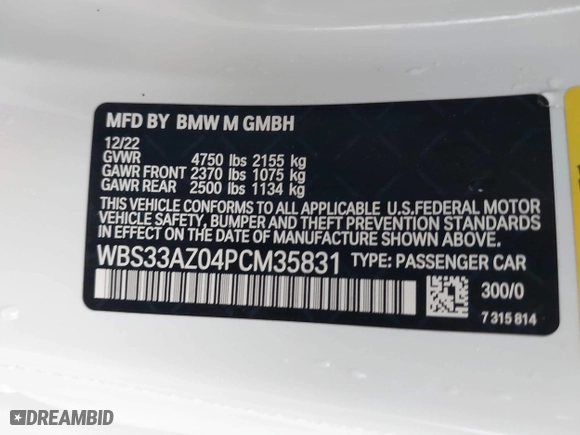 MFD BY BMW M GMBH
12/22
GVWR 4750 lbs 2155 kg
GAWR FRONT 2370 lbs 1075 kg
GAWR REAR 2500 lbs 1134 kg
THIS VEHICLE CONFORMS TO ALL APPLICABLE U.S.FEDERAL MOTOR
VEHICLE SAFETY, BUMPER AND THEFT PREVENTION STANDARDS
IN EFFECT ON THE DATE OF MANUFACTURE SHOWN ABOVE.
WBS33AZ04PCM35831 TYPE: PASSENGER CAR
300/0
7 315 814
DREAMBID